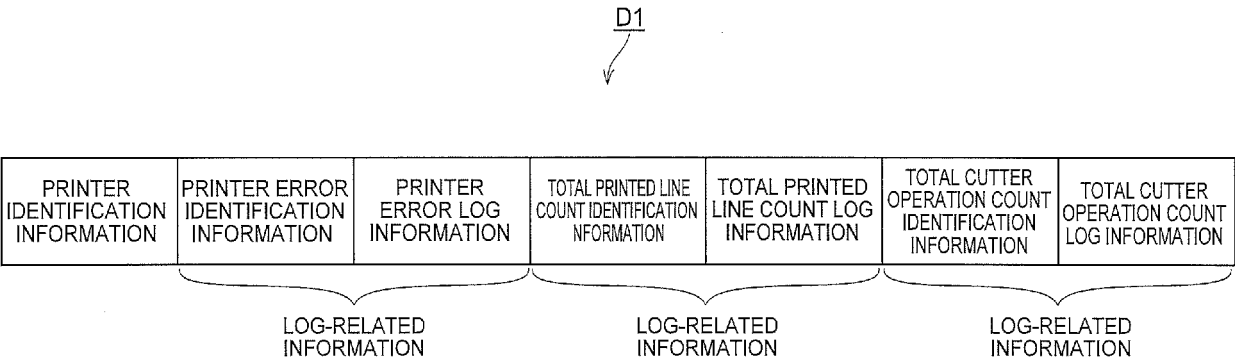 D1
PRINTER
IDENTIFICATION
INFORMATION
PRINTER ERROR
IDENTIFICATION
INFORMATION
PRINTER
ERROR LOG
INFORMATION
TOTAL PRINTED LINE
COUNT IDENTIFICATION
NFORMATION
TOTAL PRINTED
LINE COUNT LOG
INFORMATION
TOTAL CUTTER
OPERATION COUNT
IDENTIFICATION
INFORMATION
TOTAL CUTTER
OPERATION COUNT
LOG INFORMATION
LOG-RELATED
INFORMATION
LOG-RELATED
INFORMATION
LOG-RELATED
INFORMATION